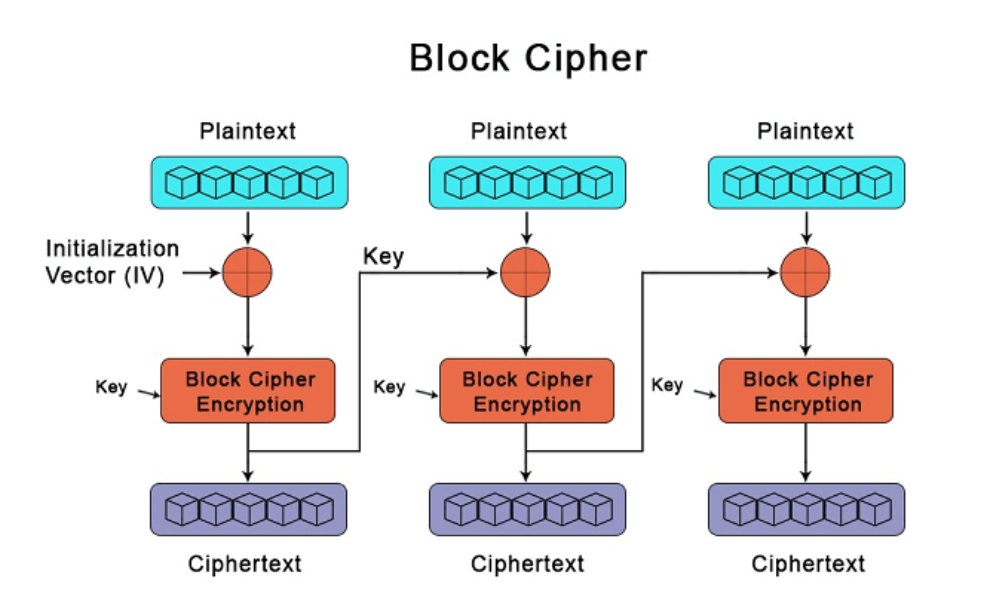 Block Cipher
Plaintext
Plaintext
Plaintext
Initialization
Vector (IV)
Key
Key
Block Cipher
Encryption
Key
Block Cipher
Encryption
Key
Block Cipher
Encryption
Ciphertext
Ciphertext
Ciphertext